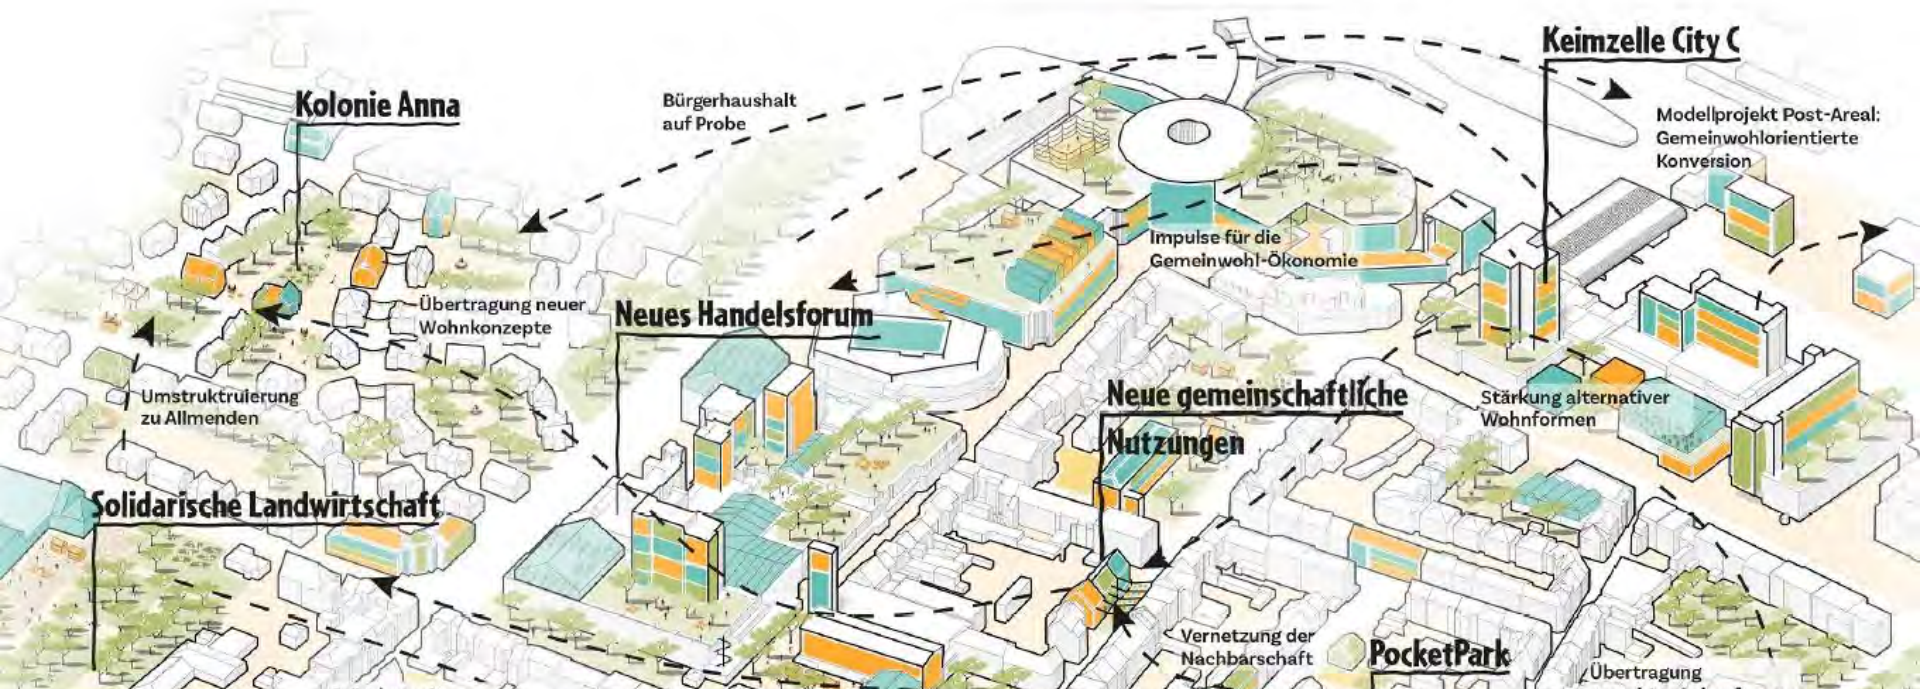 Keimzelle City C
Kolonie Anna
Bürgerhaushalt
auf Probe
Modellprojekt Post-Areal:
Gemeinwohlorientierte
Konversion
Impulse für die
Gemeinwohl-Ökonomie
Übertragung neuer
Wohnkonzepte
Neues Handelsforum
Umstruktruierung
zu Allmenden
Neue gemeinschaftliche
Nutzungen
Stärkung alternativer
Wohnformen
Solidarische Landwirtschaft
Vernetzung der
Nachbarschaft
PocketPark
Übertragung